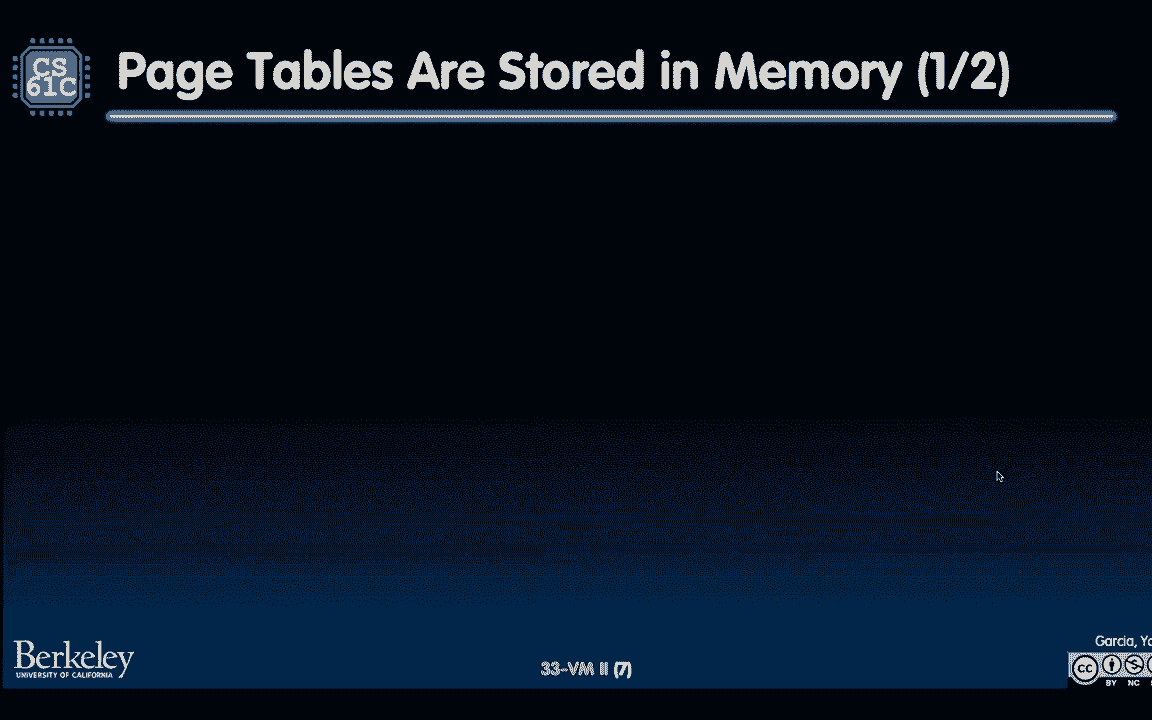 CS
61C
Page Tables Are Stored in Memory (1/2)
Berkeley
UNIVERSITY OF CALIFORNIA
33-VM II (7)
Garcia,
cc
BY NC